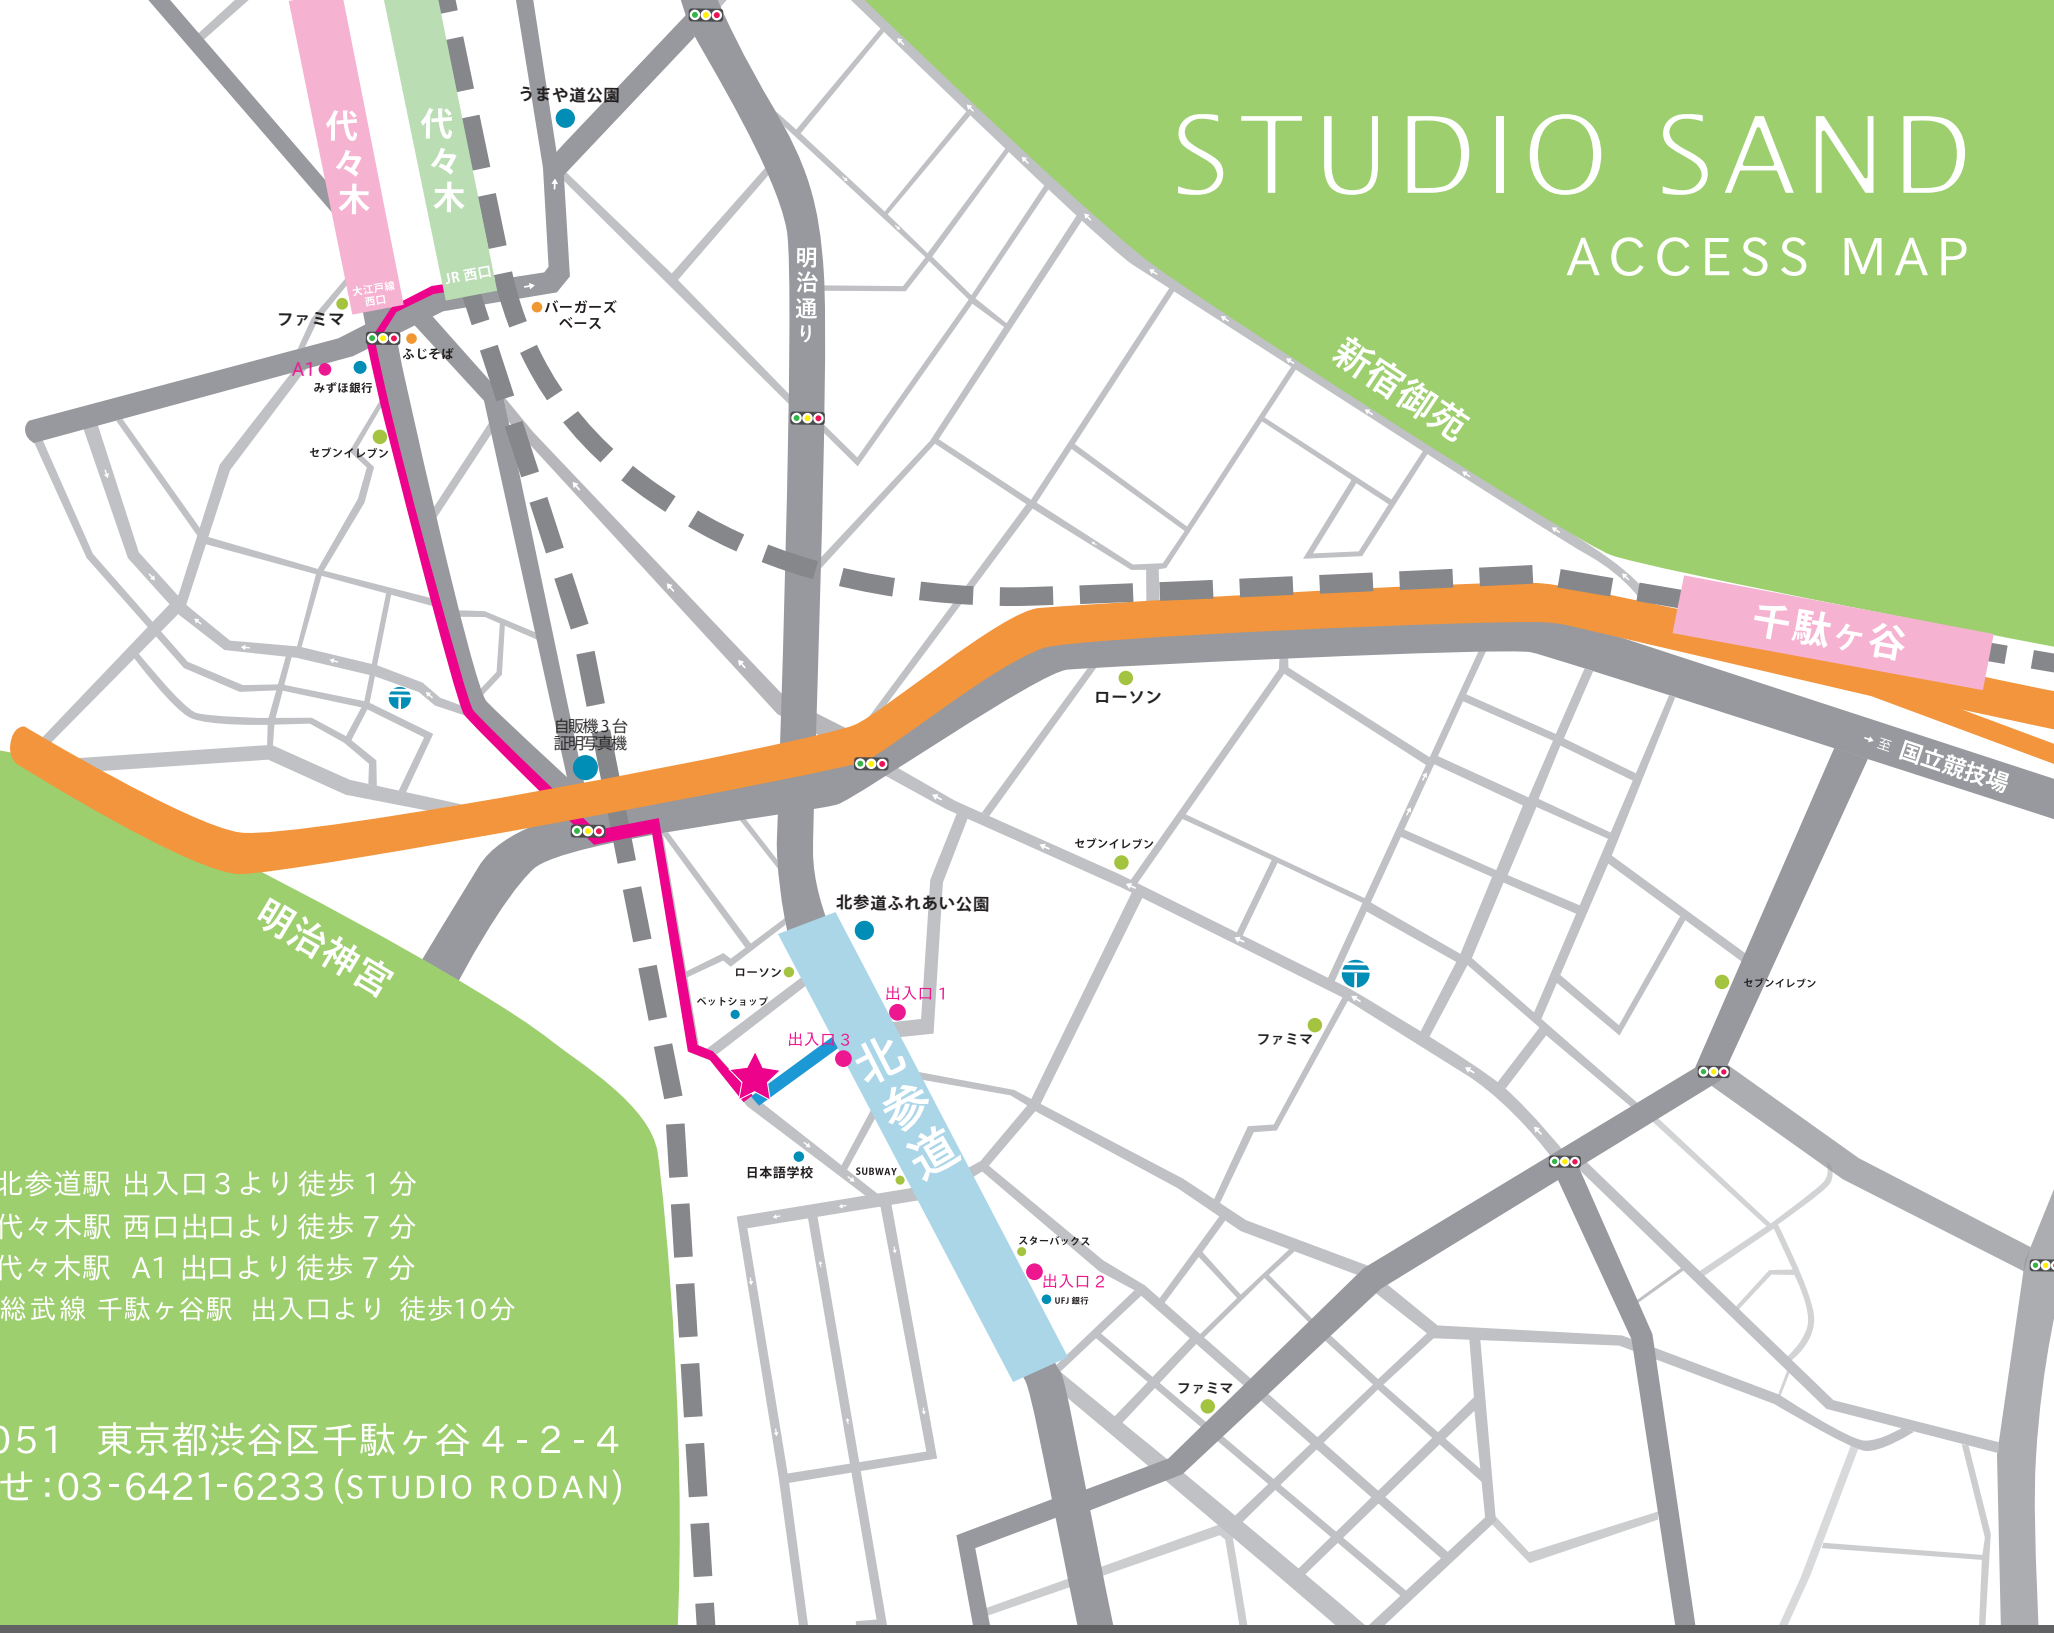 STUDIO SAND
ACCESS MAP
代々木
代々木
大江戸線
西口
JR 西口
うまや道公園
バーガーズ
ベース
ファミマ
ふじそば
A1
みずほ銀行
セブンイレブン
明治通り
新宿御苑
千駄ヶ谷
→ 至 国立競技場
ローソン
自販機3台
証明写真機
セブンイレブン
北参道ふれあい公園
明治神宮
ローソン
ペットショップ
出入口 1
出入口 3
北参道
ファミマ
セブンイレブン
日本語学校
SUBWAY
スターバックス
出入口 2
UFJ 銀行
ファミマ
北参道駅 出入口3より徒歩 1 分
代々木駅 西口出口より徒歩 7 分
代々木駅 A1 出口より徒歩 7 分
総武線 千駄ヶ谷駅 出入口より 徒歩10分
051 東京都渋谷区千駄ヶ谷 4 - 2 - 4
せ:03-6421-6233(STUDIO RODAN)